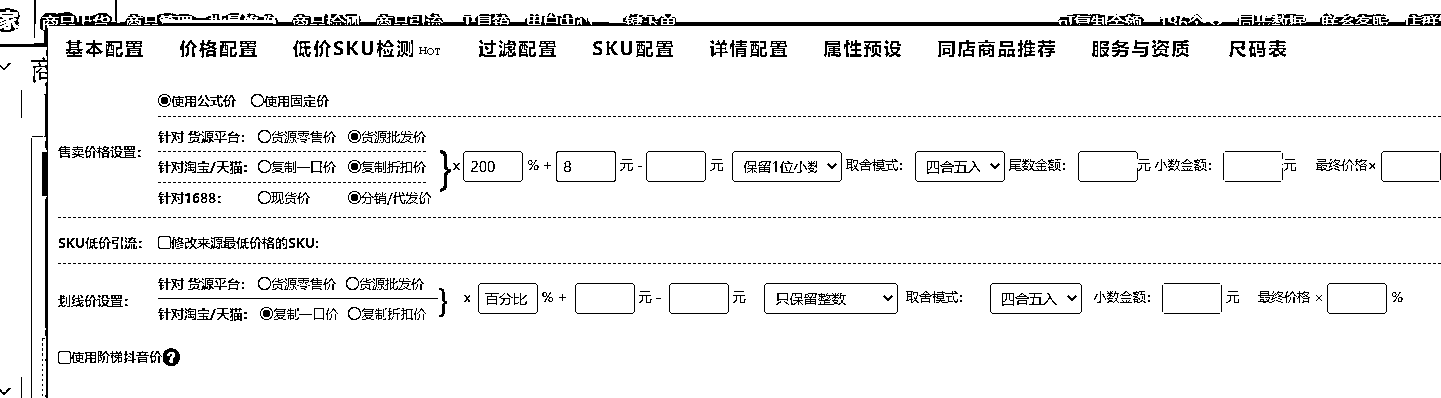 基本配置 价格配置 低价SKU检测 HOT 过滤配置 SKU配置 详情配置 属性预设 同店商品推荐 服务与资质 尺码表
使用公式价 使用固定价
售卖价格设置:
针对 货源平台: 货源零售价 货源批发价
针对淘宝/天猫: 复制一口价 复制折扣价
针对1688: 现货价 分销/代发价
× 200 % + 8 元 - 元 保留1位小数 取舍模式: 四舍五入 尾数金额: 元 小数金额: 元 最终价格×
SKU低价引流: 修改来源最低价格的SKU:
划线价设置:
针对 货源平台: 货源零售价 货源批发价
针对淘宝/天猫: 复制一口价 复制折扣价
× 百分比 % + 元 - 元 只保留整数 取舍模式: 四舍五入 小数金额: 元 最终价格 × %
使用阶梯抖音价?